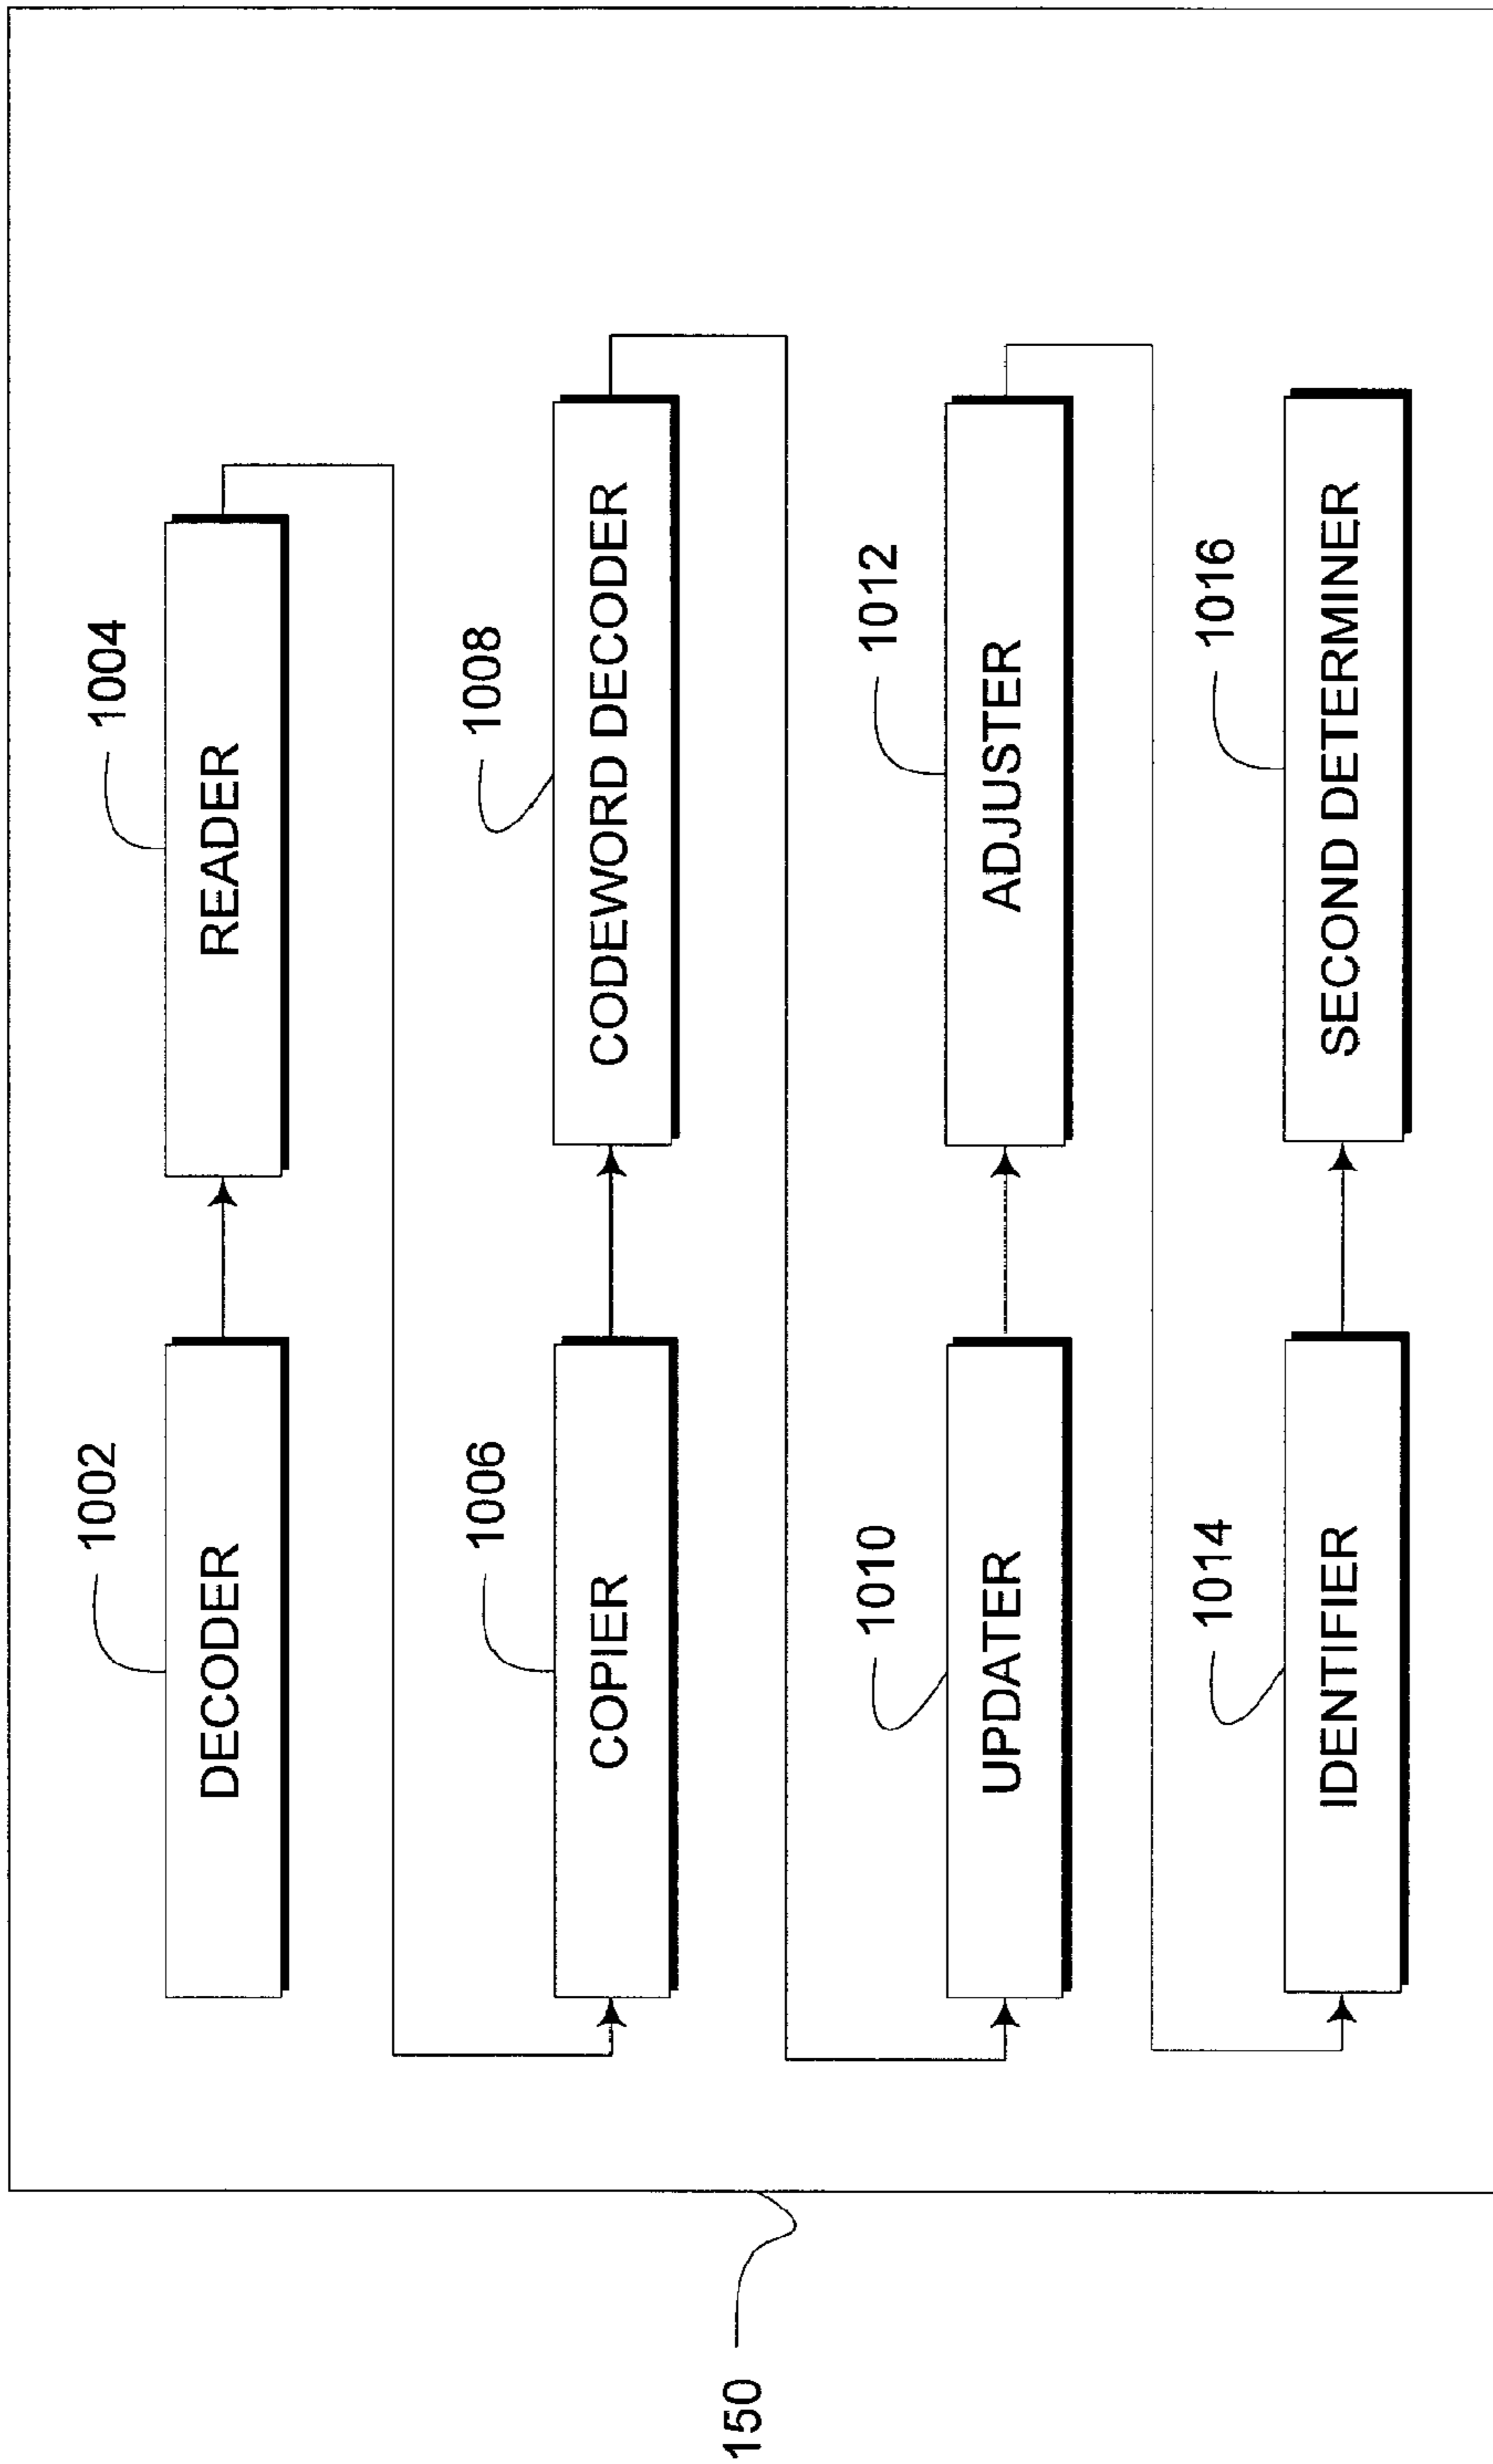 150
1002
DECODER
1004
READER
1006
COPIER
1008
CODEWORD DECODER
1010
UPDATER
1012
ADJUSTER
1014
IDENTIFIER
1016
SECOND DETERMINER